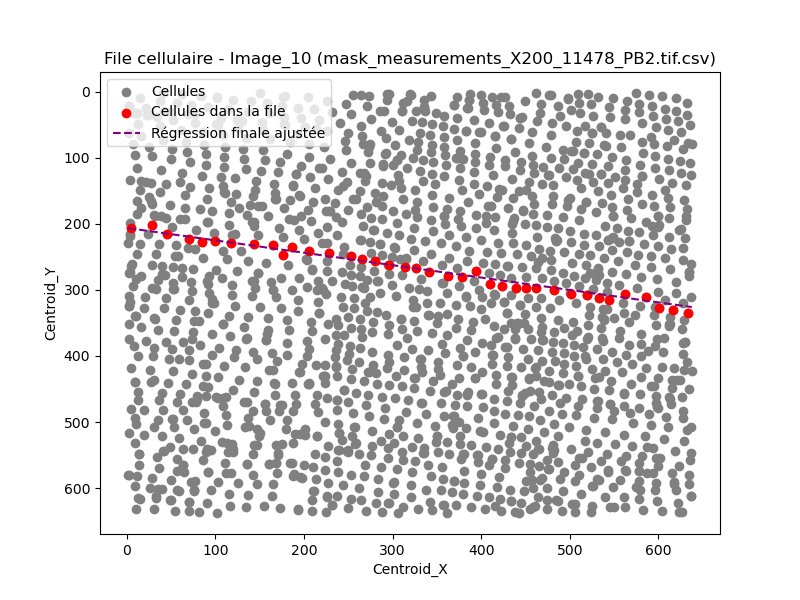 File cellulaire - Image_10 (mask_measurements_X200_11478_PB2.tif.csv)
Cellules
Cellules dans la file
Régression finale ajustée
0
100
200
300
400
500
600
Centroid_Y
0 100 200 300 400 500 600
Centroid_X